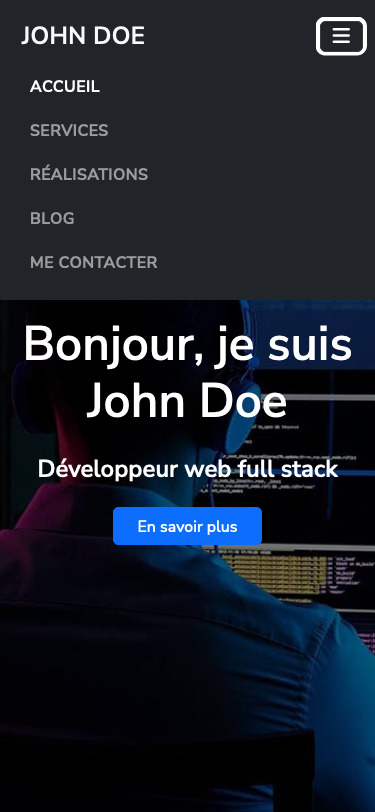 JOHN DOE
ACCUEIL
SERVICES
RÉALISATIONS
BLOG
ME CONTACTER
Bonjour, je suis
John Doe
Développeur web full stack
En savoir plus